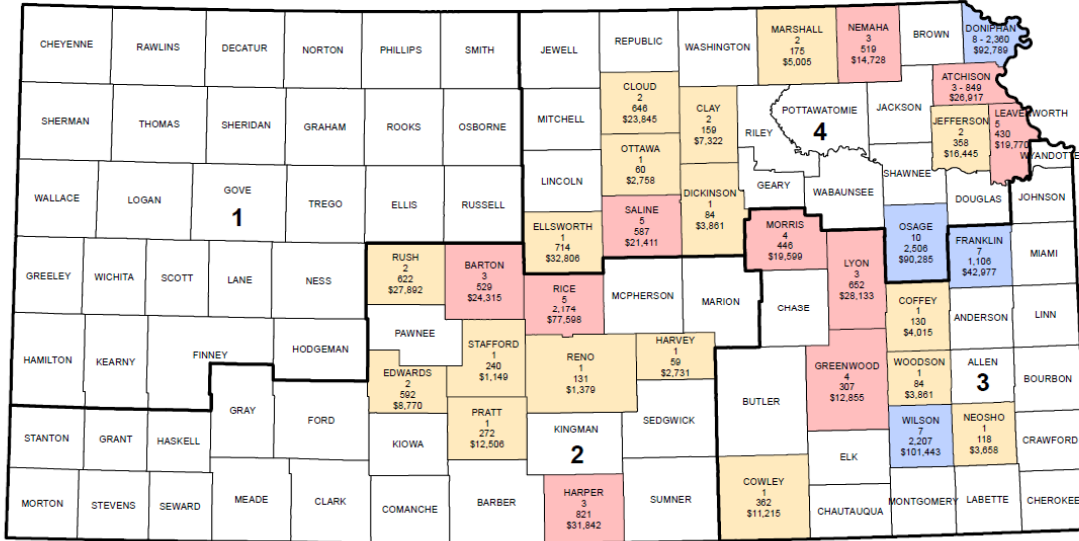 CHEYENNE
RAWLINS
DECATUR
NORTON
PHILLIPS
SMITH
JEWELL
REPUBLIC
WASHINGTON
MARSHALL
2
175
$5,005
NEMAHA
3
519
$14,728
BROWN
DONIPHAN
8 - 2,360
$92,789
SHERMAN
THOMAS
SHERIDAN
GRAHAM
ROOKS
OSBORNE
MITCHELL
CLOUD
2
646
$23,845
CLAY
2
159
$7,322
RILEY
POTTAWATOMIE
4
JACKSON
ATCHISON
3 - 849
$26,917
JEFFERSON
2
358
$16,445
LEAVENWORTH
5
430
$19,770
WYANDOTTE
OTTAWA
1
60
$2,758
WALLACE
LOGAN
GOVE
1
TREGO
ELLIS
RUSSELL
LINCOLN
ELLSWORTH
1
714
$32,806
SALINE
5
587
$21,411
DICKINSON
1
84
$3,861
GEARY
WABAUNSEE
SHAWNEE
DOUGLAS
JOHNSON
MORRIS
4
446
$19,599
OSAGE
10
2,506
$90,285
FRANKLIN
7
1,106
$42,977
MIAMI
GREELEY
WICHITA
SCOTT
LANE
NESS
RUSH
2
622
$27,892
BARTON
3
529
$24,315
RICE
5
2,174
$77,598
MCPHERSON
MARION
CHASE
LYON
3
652
$28,133
COFFEY
1
130
$4,015
ANDERSON
LINN
HAMILTON
KEARNY
FINNEY
HODGEMAN
PAWNEE
STAFFORD
1
240
$1,149
RENO
1
131
$1,379
HARVEY
1
59
$2,731
EDWARDS
2
592
$8,770
GREENWOOD
4
307
$12,855
WOODSON
1
84
$3,861
ALLEN
3
BOURBON
GRAY
FORD
PRATT
1
272
$12,506
KINGMAN
2
SEDGWICK
BUTLER
STANTON
GRANT
HASKELL
KIOWA
ELK
WILSON
7
2,207
$101,443
NEOSHO
1
118
$3,658
CRAWFORD
MORTON
STEVENS
SEWARD
MEADE
CLARK
COMANCHE
BARBER
HARPER
3
821
$31,842
SUMNER
COWLEY
1
362
$11,215
CHAUTAUQUA
MONTGOMERY
LABETTE
CHEROKEE